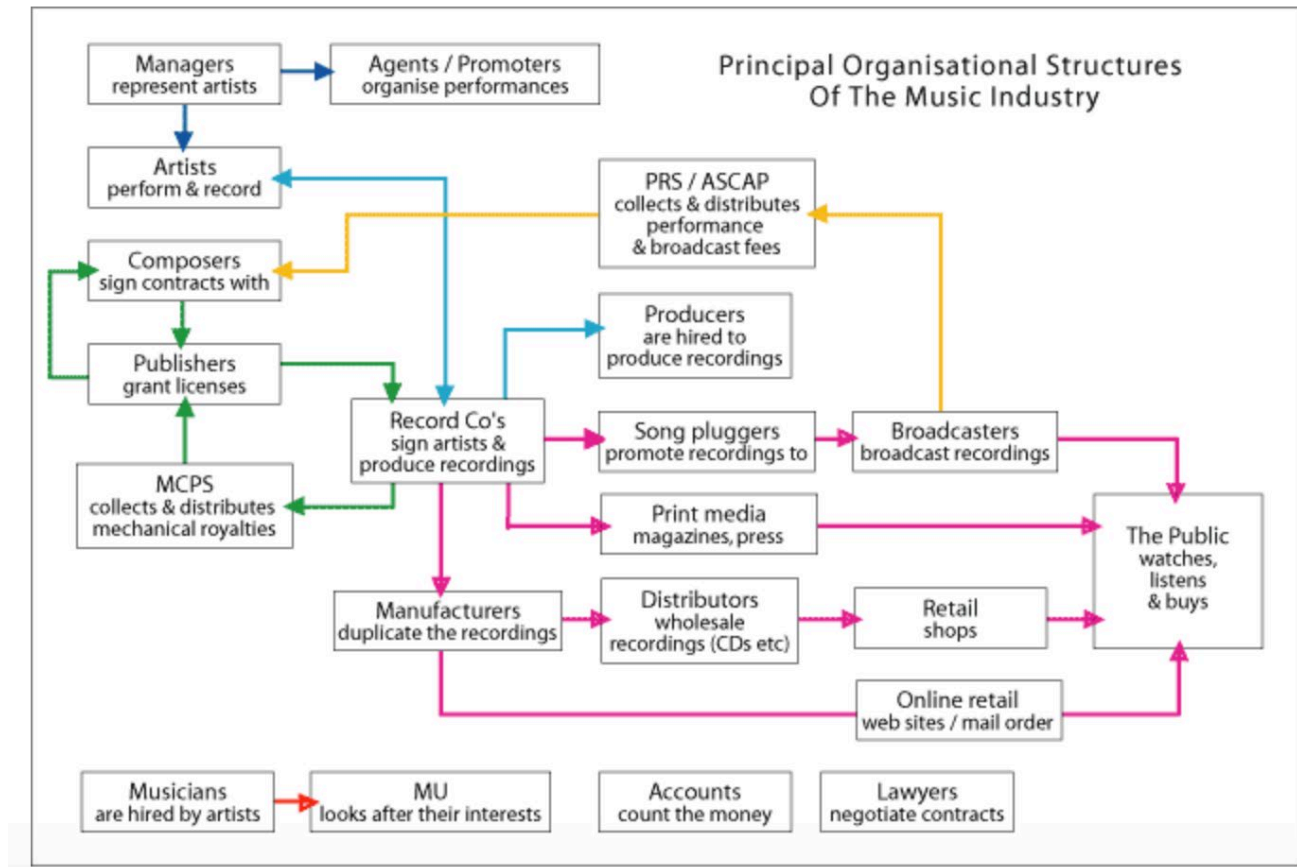 Principal Organisational Structures
Of The Music Industry
Managers
represent artists
Agents / Promoters
organise performances
Artists
perform & record
PRS / ASCAP
collects & distributes
performance
& broadcast fees
Composers
sign contracts with
Producers
are hired to
produce recordings
Publishers
grant licenses
Record Co's
sign artists &
produce recordings
Song pluggers
promote recordings to
Broadcasters
broadcast recordings
MCPS
collects & distributes
mechanical royalties
Print media
magazines, press
The Public
watches,
listens
& buys
Manufacturers
duplicate the recordings
Distributors
wholesale
recordings (CDs etc)
Retail
shops
Online retail
web sites / mail order
Musicians
are hired by artists
MU
looks after their interests
Accounts
count the money
Lawyers
negotiate contracts